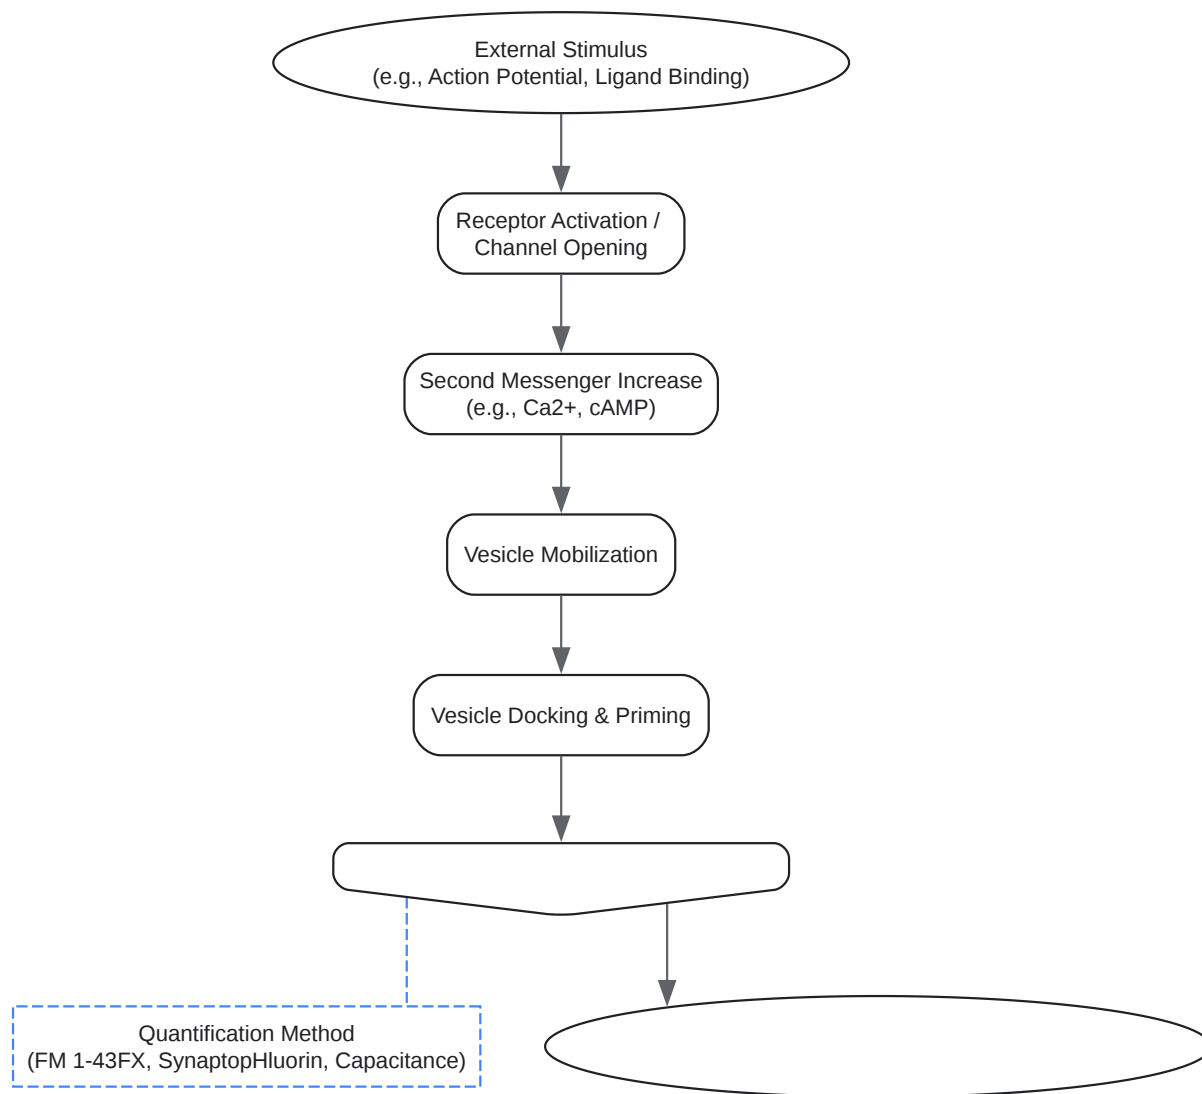 External Stimulus
(e.g., Action Potential, Ligand Binding)
Receptor Activation /
Channel Opening
Second Messenger Increase
(e.g., Ca2+, cAMP)
Vesicle Mobilization
Vesicle Docking & Priming
Quantification Method
(FM 1-43FX, SynaptopHluorin, Capacitance)